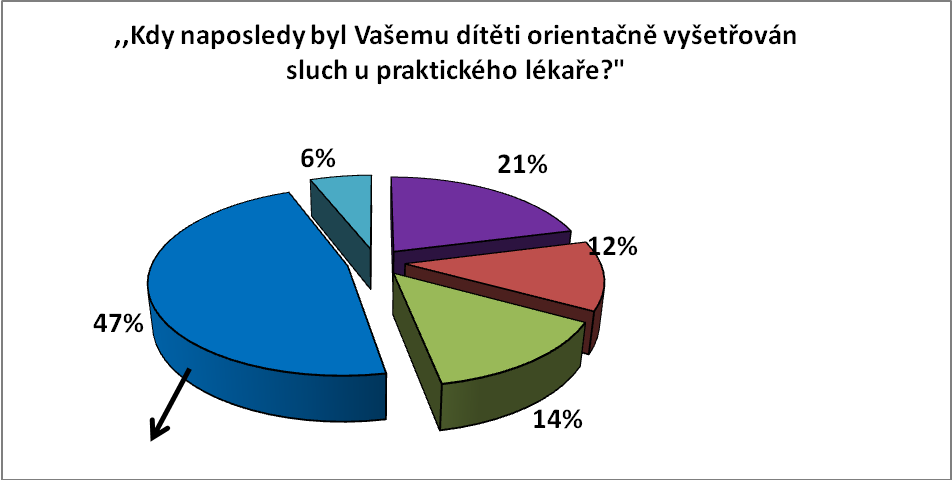 ,,Kdy naposledy byl Vašemu dítěti orientačně vyšetřován
sluch u praktického lékaře?"
6%
21%
12%
47%
14%